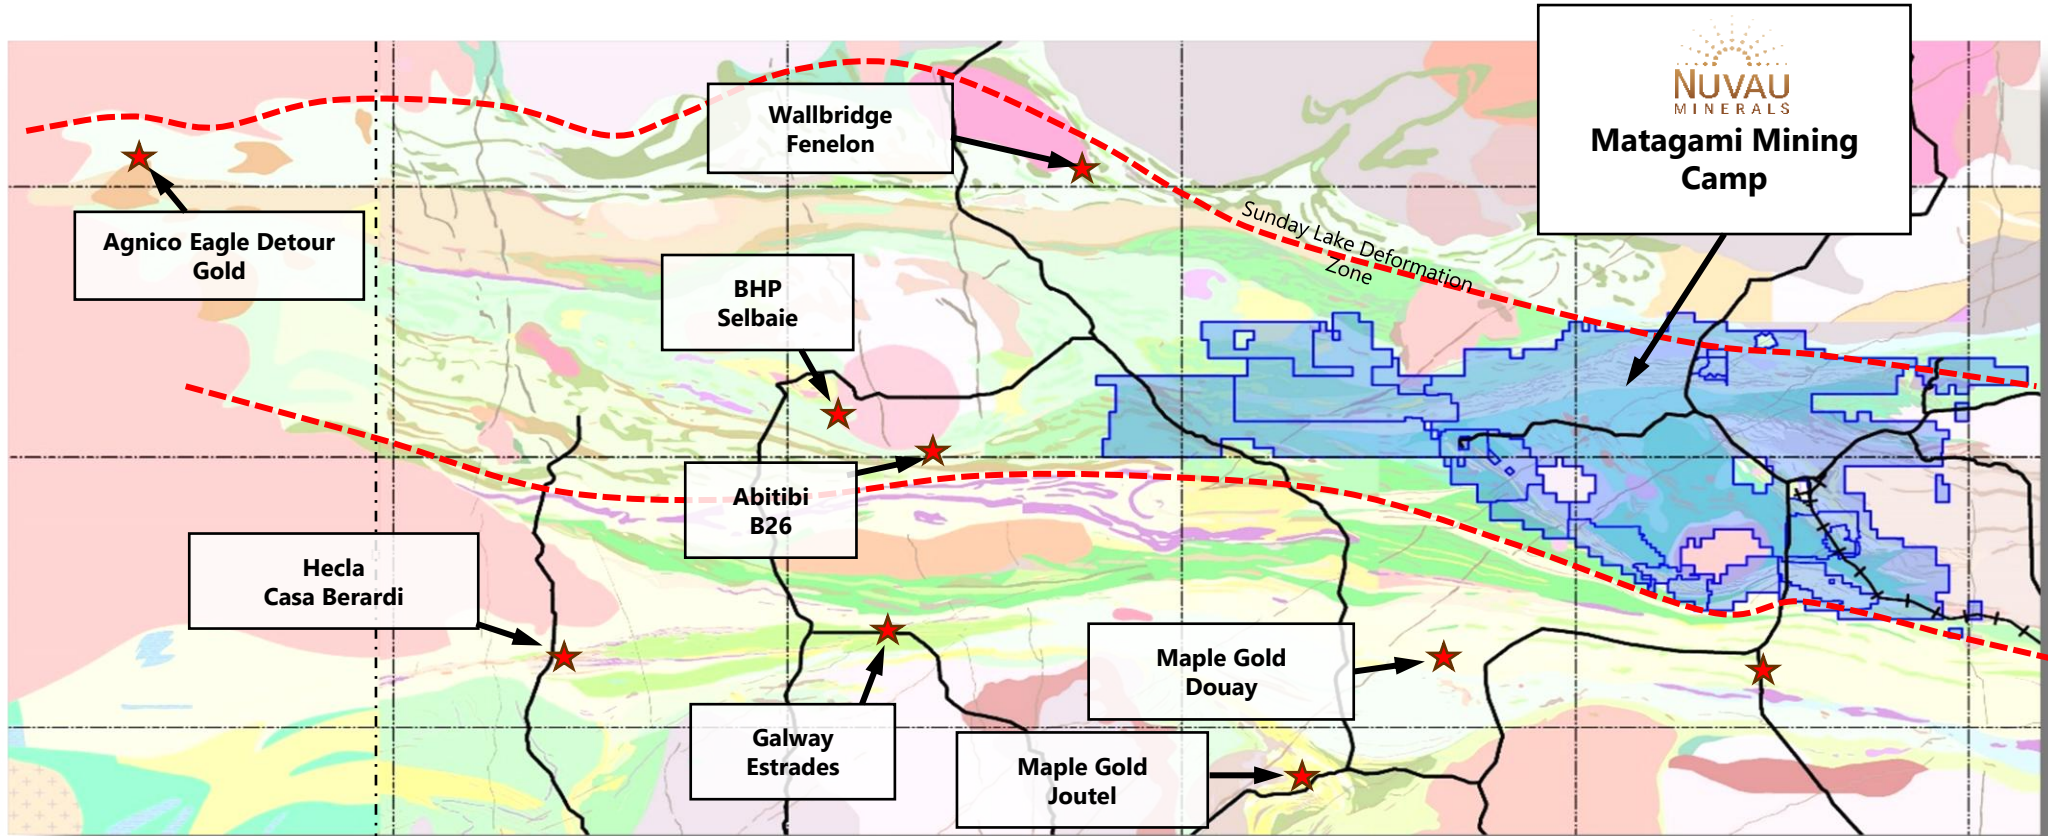 NUVAU
MINERALS
Matagami Mining
Camp
Wallbridge
Fenelon
Agnico Eagle Detour
Gold
Sunday Lake Deformation
Zone
BHP
Selbaie
Abitibi
B26
Hecla
Casa Berardi
Maple Gold
Douay
Galway
Estrades
Maple Gold
Joutel